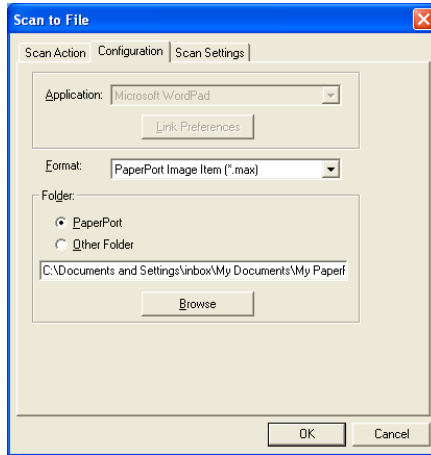 Scan to File
Scan Action Configuration Scan Settings
Application: Microsoft WordPad
Link Preferences
Format: PaperPort Image Item (*.max)
Folder:
PaperPort
Other Folder
C:\Documents and Settings\inbox\My Documents\My PaperF
Browse
OK Cancel